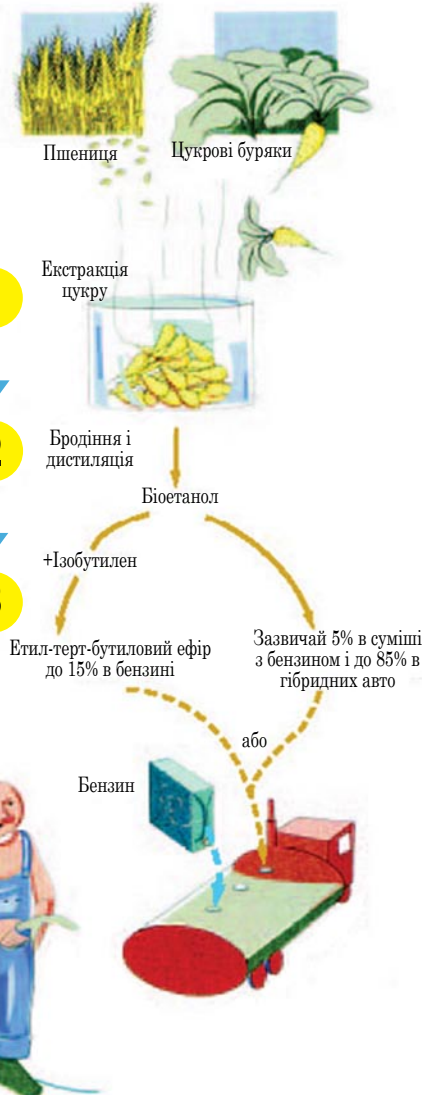 Пшениця
Цукрові буряки
Екстракція
цукру
Бродіння і
дистиляція
Біоетанол
+Ізобутилен
Етил-терт-бутиловий ефір
до 15% в бензині
Зазвичай 5% в суміші
з бензином і до 85% в
гібридних авто
або
Бензин